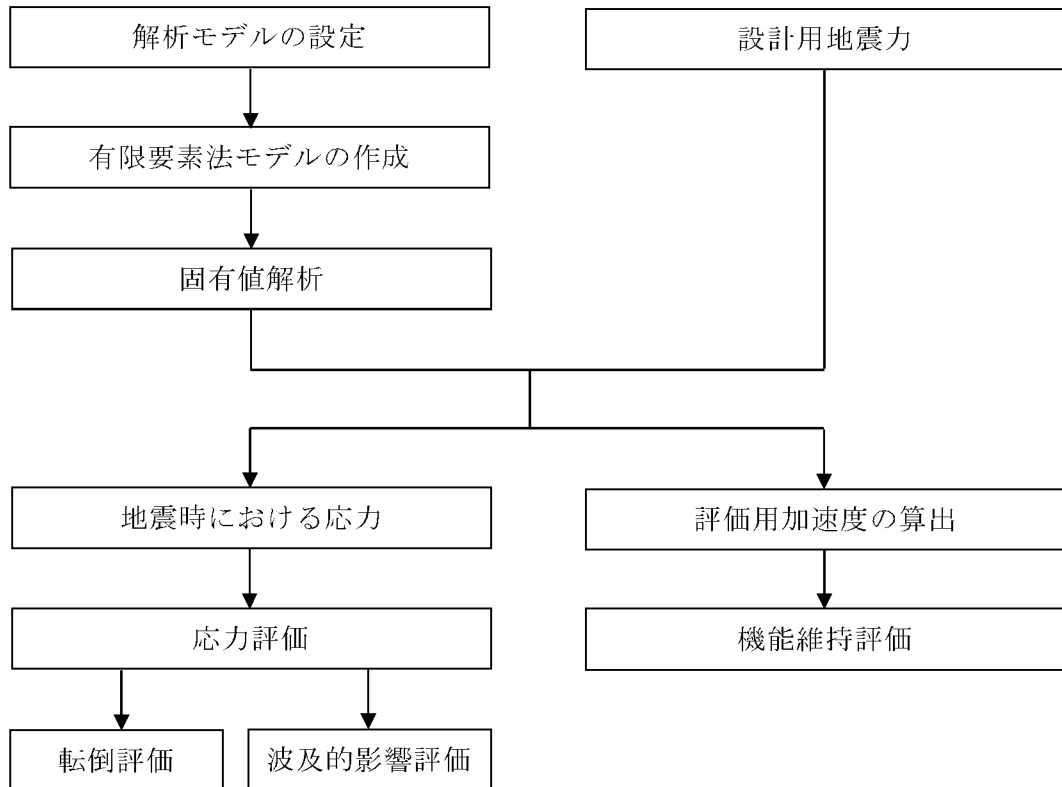 解析モデルの設定
設計用地震力
有限要素法モデルの作成
固有値解析
地震時における応力
評価用加速度の算出
応力評価
機能維持評価
転倒評価
波及的影響評価